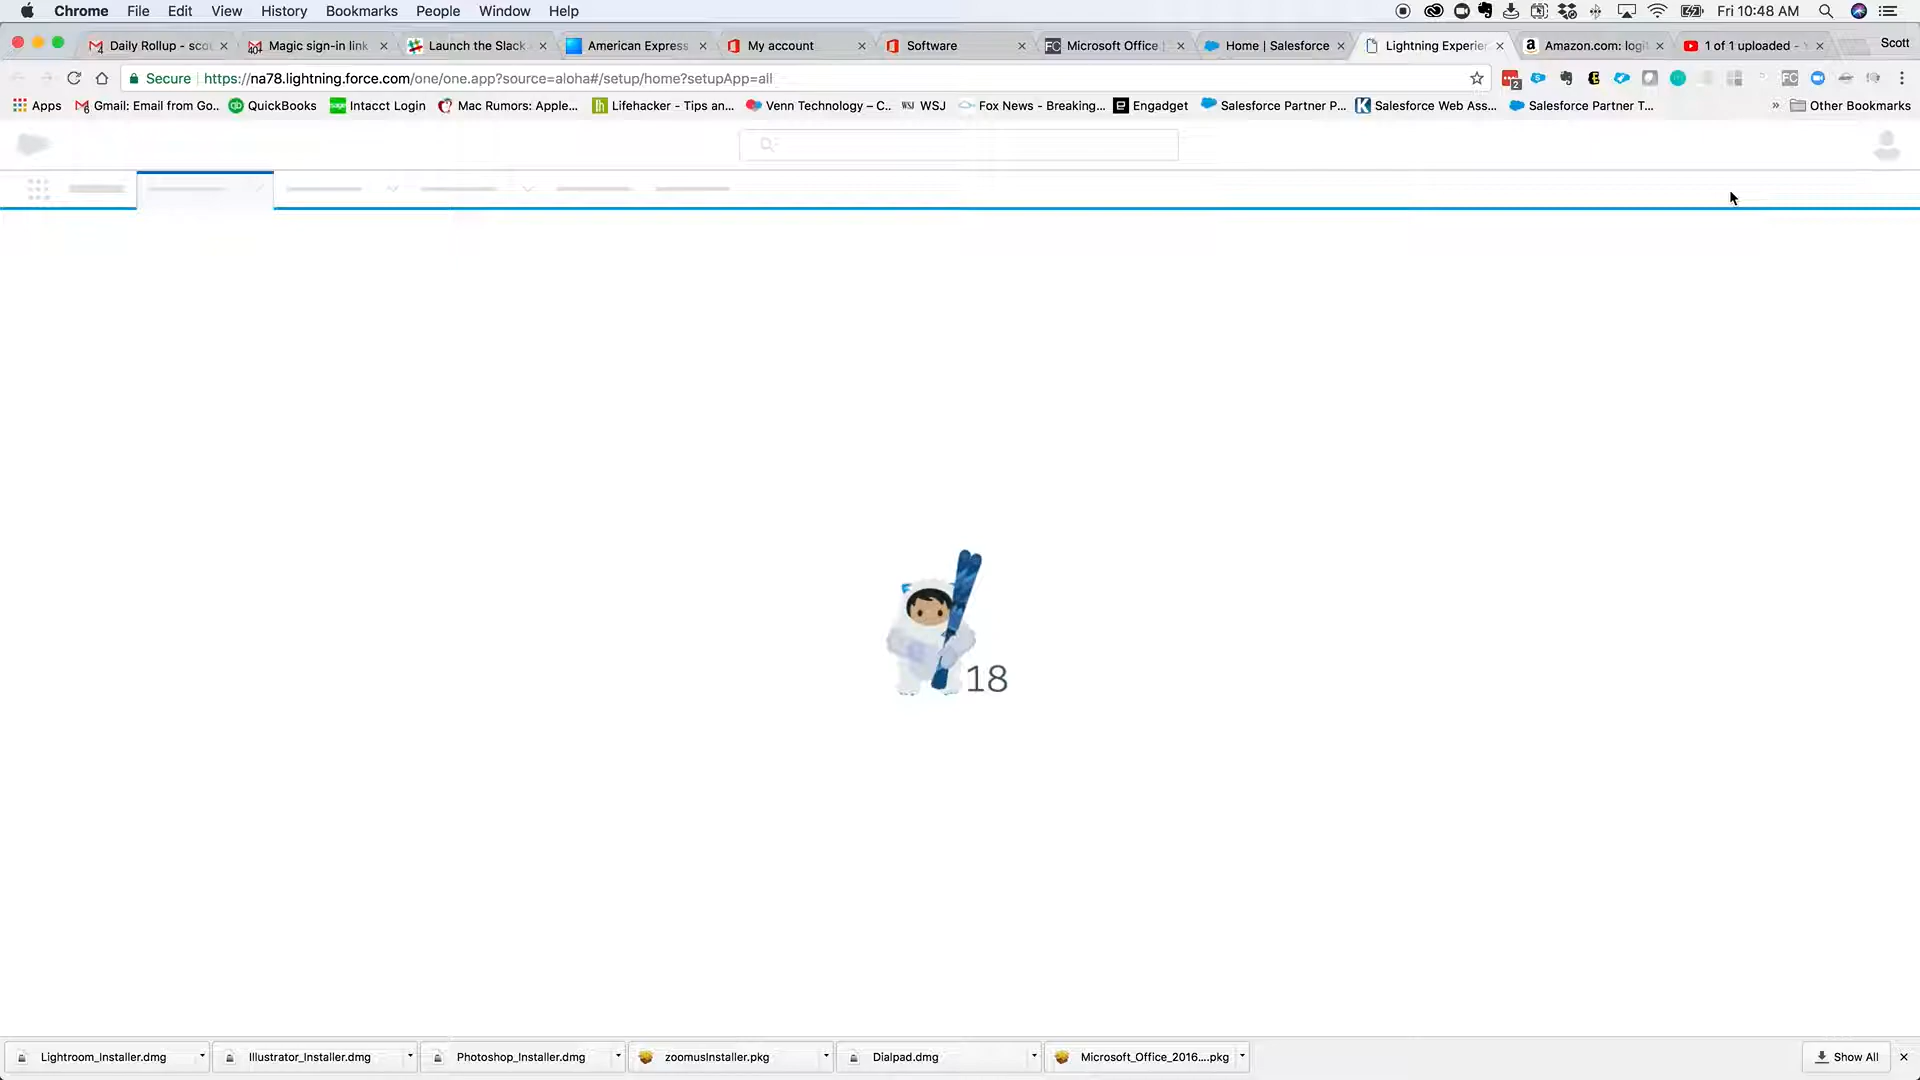 Chrome File Edit View History Bookmarks People Window Help Fri 10:48 AM
Daily Rollup - sco Magic sign-in link Launch the Slack American Express My account Software Microsoft Office Home | Salesforce Lightning Experie Amazon.com: logi 1 of 1 uploaded - Scott
Secure https://na78.lightning.force.com/one/one.app?source=aloha#/setup/home?setupApp=all
Apps Gmail: Email from Go.. QuickBooks Intacct Login Mac Rumors: Apple... Lifehacker - Tips an... Venn Technology – C.. WSJ WSJ Fox News - Breaking... Engadget Salesforce Partner P... Salesforce Web Ass... Salesforce Partner T... » Other Bookmarks
18
Lightroom_Installer.dmg Illustrator_Installer.dmg Photoshop_Installer.dmg zoomusInstaller.pkg Dialpad.dmg Microsoft_Office_2016....pkg Show All